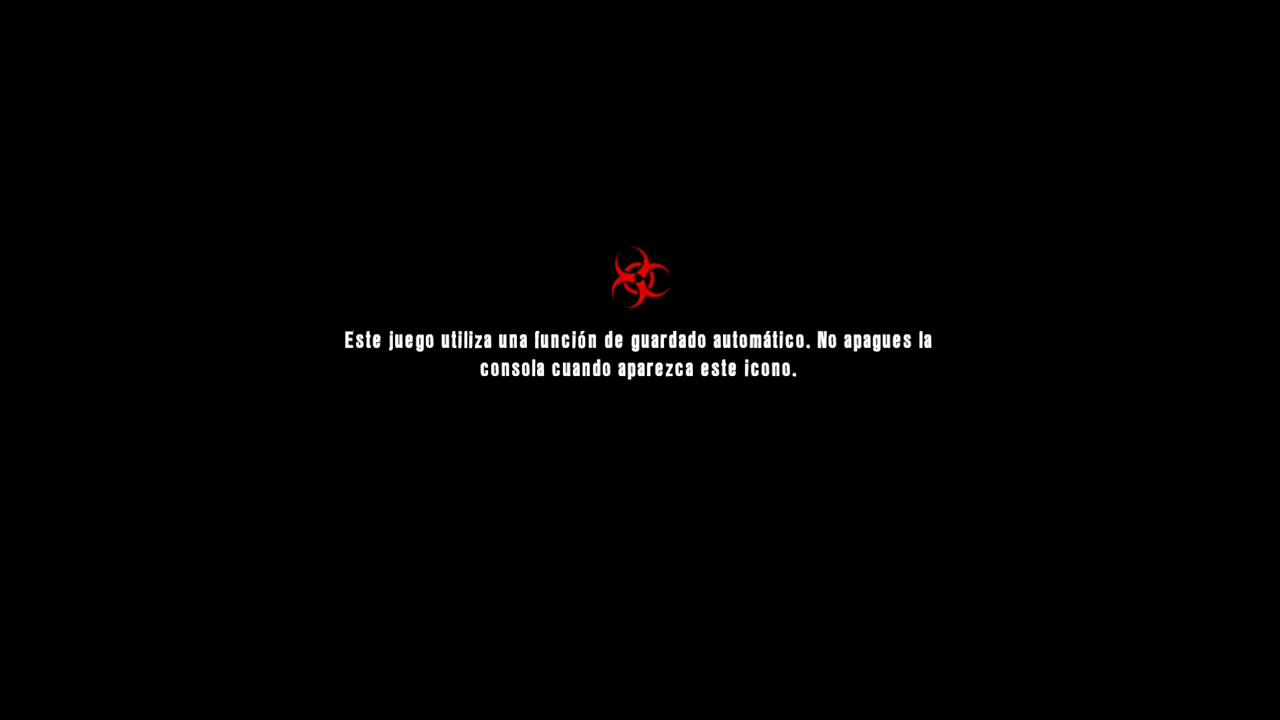 Este juego utiliza una función de guardado automático. No apagues la
consola cuando aparezca este icono.